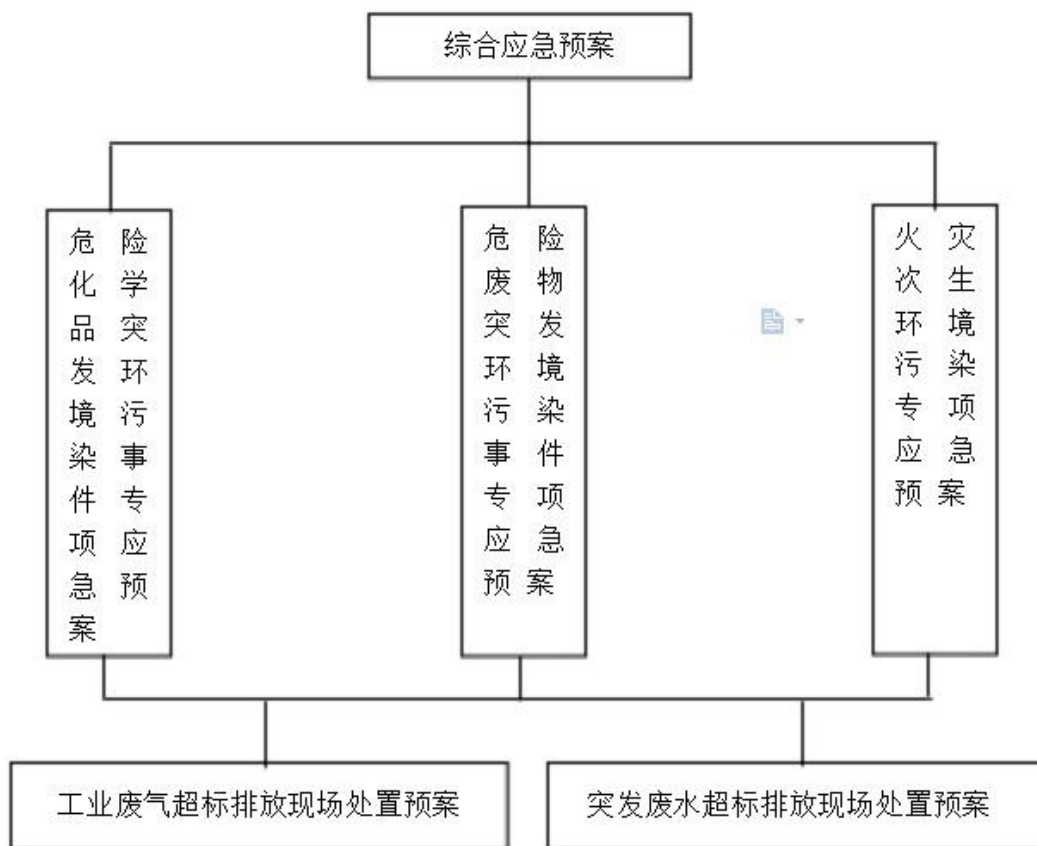 综合应急预案
危险
化学
品突
发环
境污
染事
件专
项应
急预
案
危险
废物
突发
环境
污染
事件
专项
应急
预案
火灾
次生
环境
污染
专项
应急
预案
工业废气超标排放现场处置预案
突发废水超标排放现场处置预案